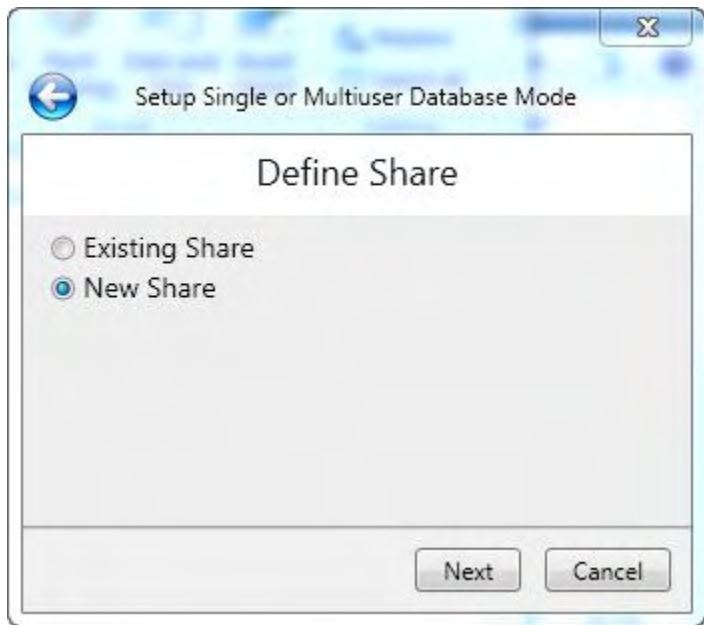 Setup Single or Multiuser Database Mode
Define Share
Existing Share
New Share
Next
Cancel